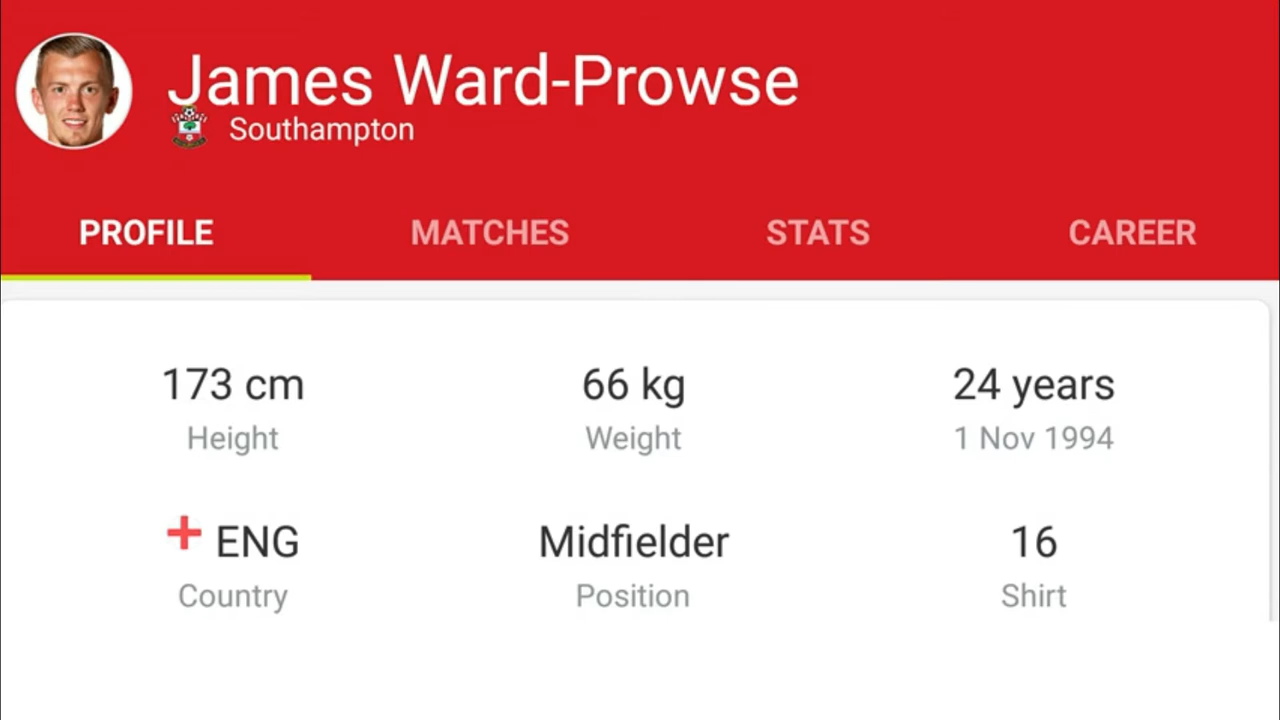 James Ward-Prowse
Southampton
PROFILE MATCHES STATS CAREER
173 cm 66 kg 24 years
Height Weight 1 Nov 1994
ENG Midfielder 16
Country Position Shirt